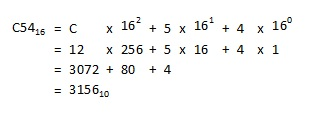 C54₁₆ = C x 16² + 5 x 16¹ + 4 x 16⁰
= 12 x 256 + 5 x 16 + 4 x 1
= 3072 + 80 + 4
= 3156₁₀